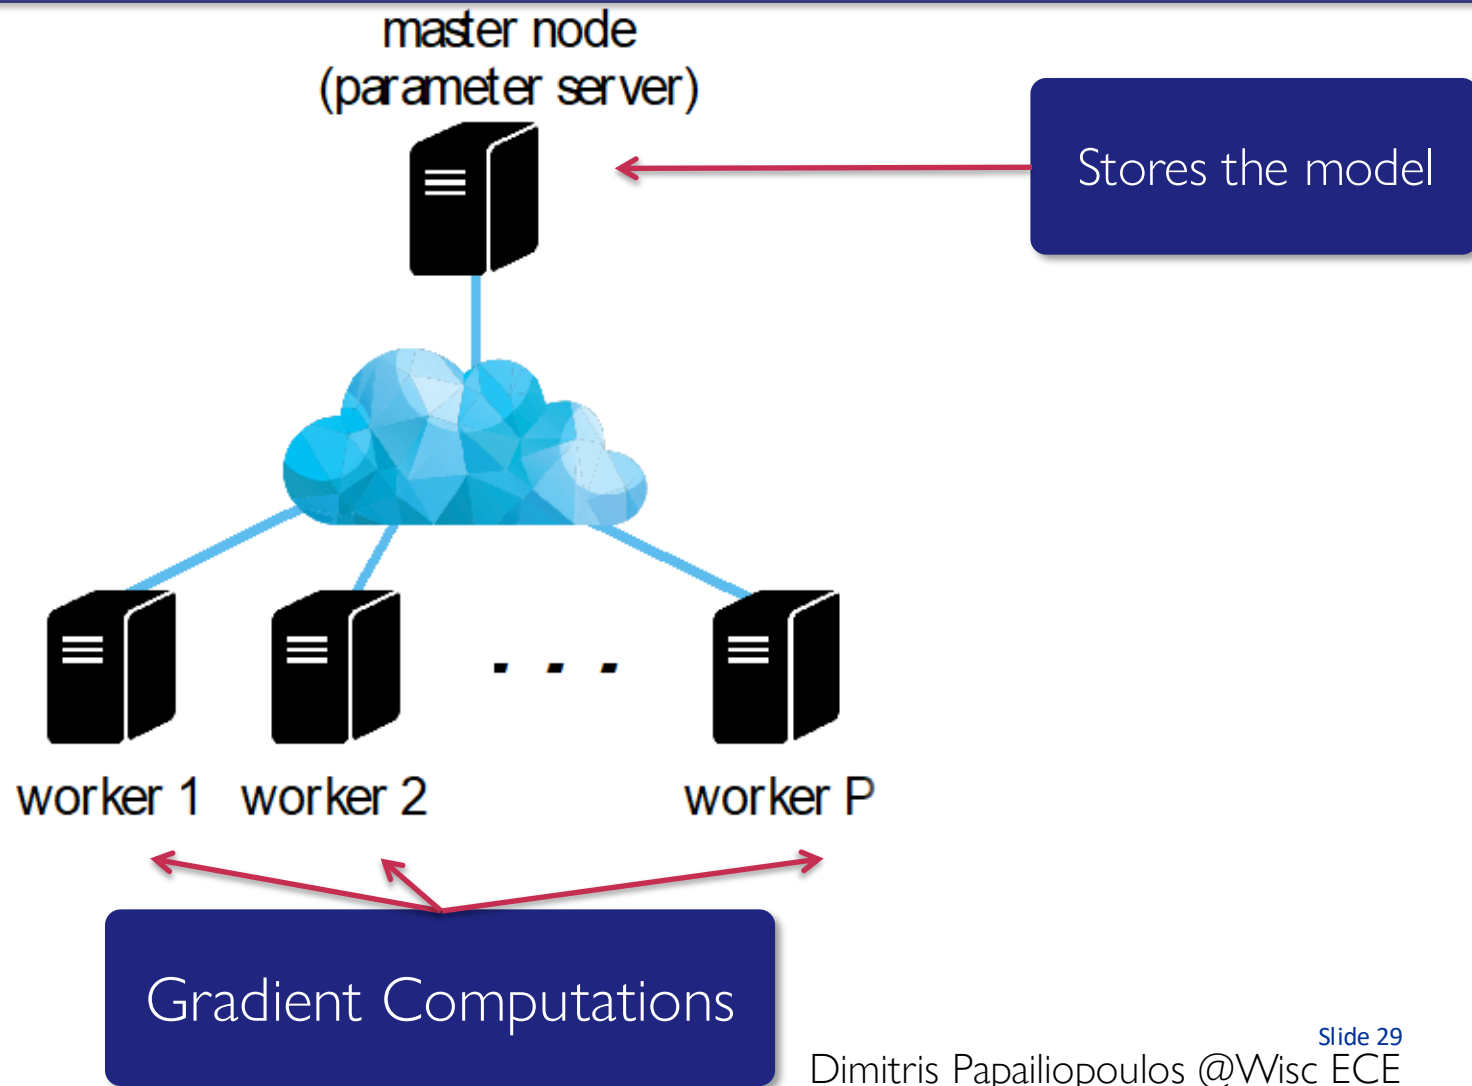 master node
(parameter server)
Stores the model
worker 1
worker 2
. . .
worker P
Gradient Computations
Slide 29
Dimitris Papailiopoulos @Wisc ECE